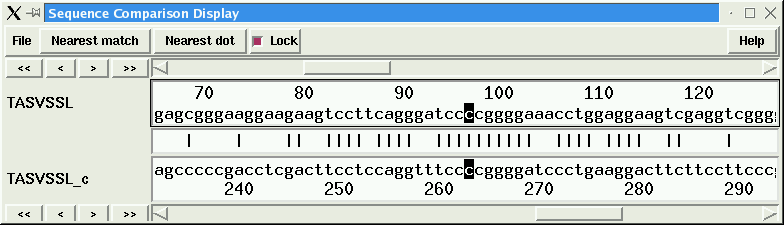 Sequence Comparison Display
File Nearest match Nearest dot Lock Help
<< < > >>
70 80 90 100 110 120
TASVSSL gagcgggaaggaagaagtccttcagggatccccggggaaacctggaggaagtcgaggtcgggg
TASVSSL_c agcccccgacctcgacttcctccaggtttccccggggatccctgaaggacttcttccttcccg
240 250 260 270 280 290
<< < > >>